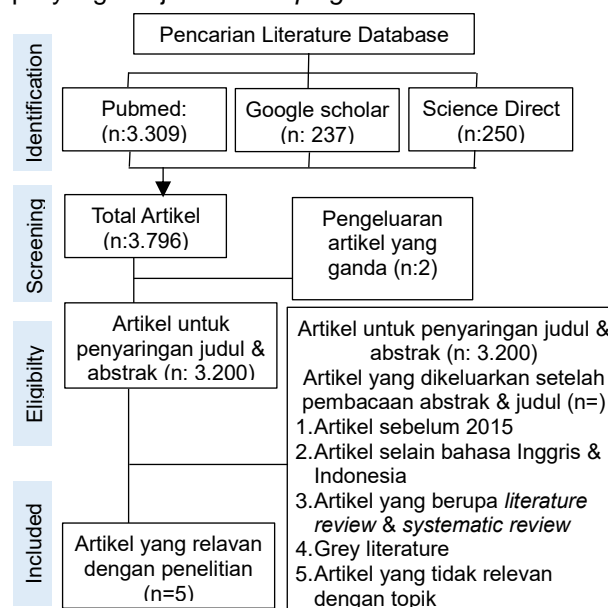 Pencarian Literature Database
Identification
Pubmed:
(n:3.309)
Google scholar
(n: 237)
Science Direct
(n:250)
Screening
Total Artikel
(n:3.796)
Pengeluaran
artikel yang
ganda (n:2)
Eligibilty
Artikel untuk
penyaringan judul &
abstrak (n: 3.200)
Artikel untuk penyaringan judul &
abstrak (n: 3.200)
Artikel yang dikeluarkan setelah
pembacaan abstrak & judul (n=)
1.Artikel sebelum 2015
2.Artikel selain bahasa Inggris &
Indonesia
3.Artikel yang berupa literature
review & systematic review
4.Grey literature
5.Artikel yang tidak relevan
dengan topik
Included
Artikel yang relavan
dengan penelitian
(n=5)